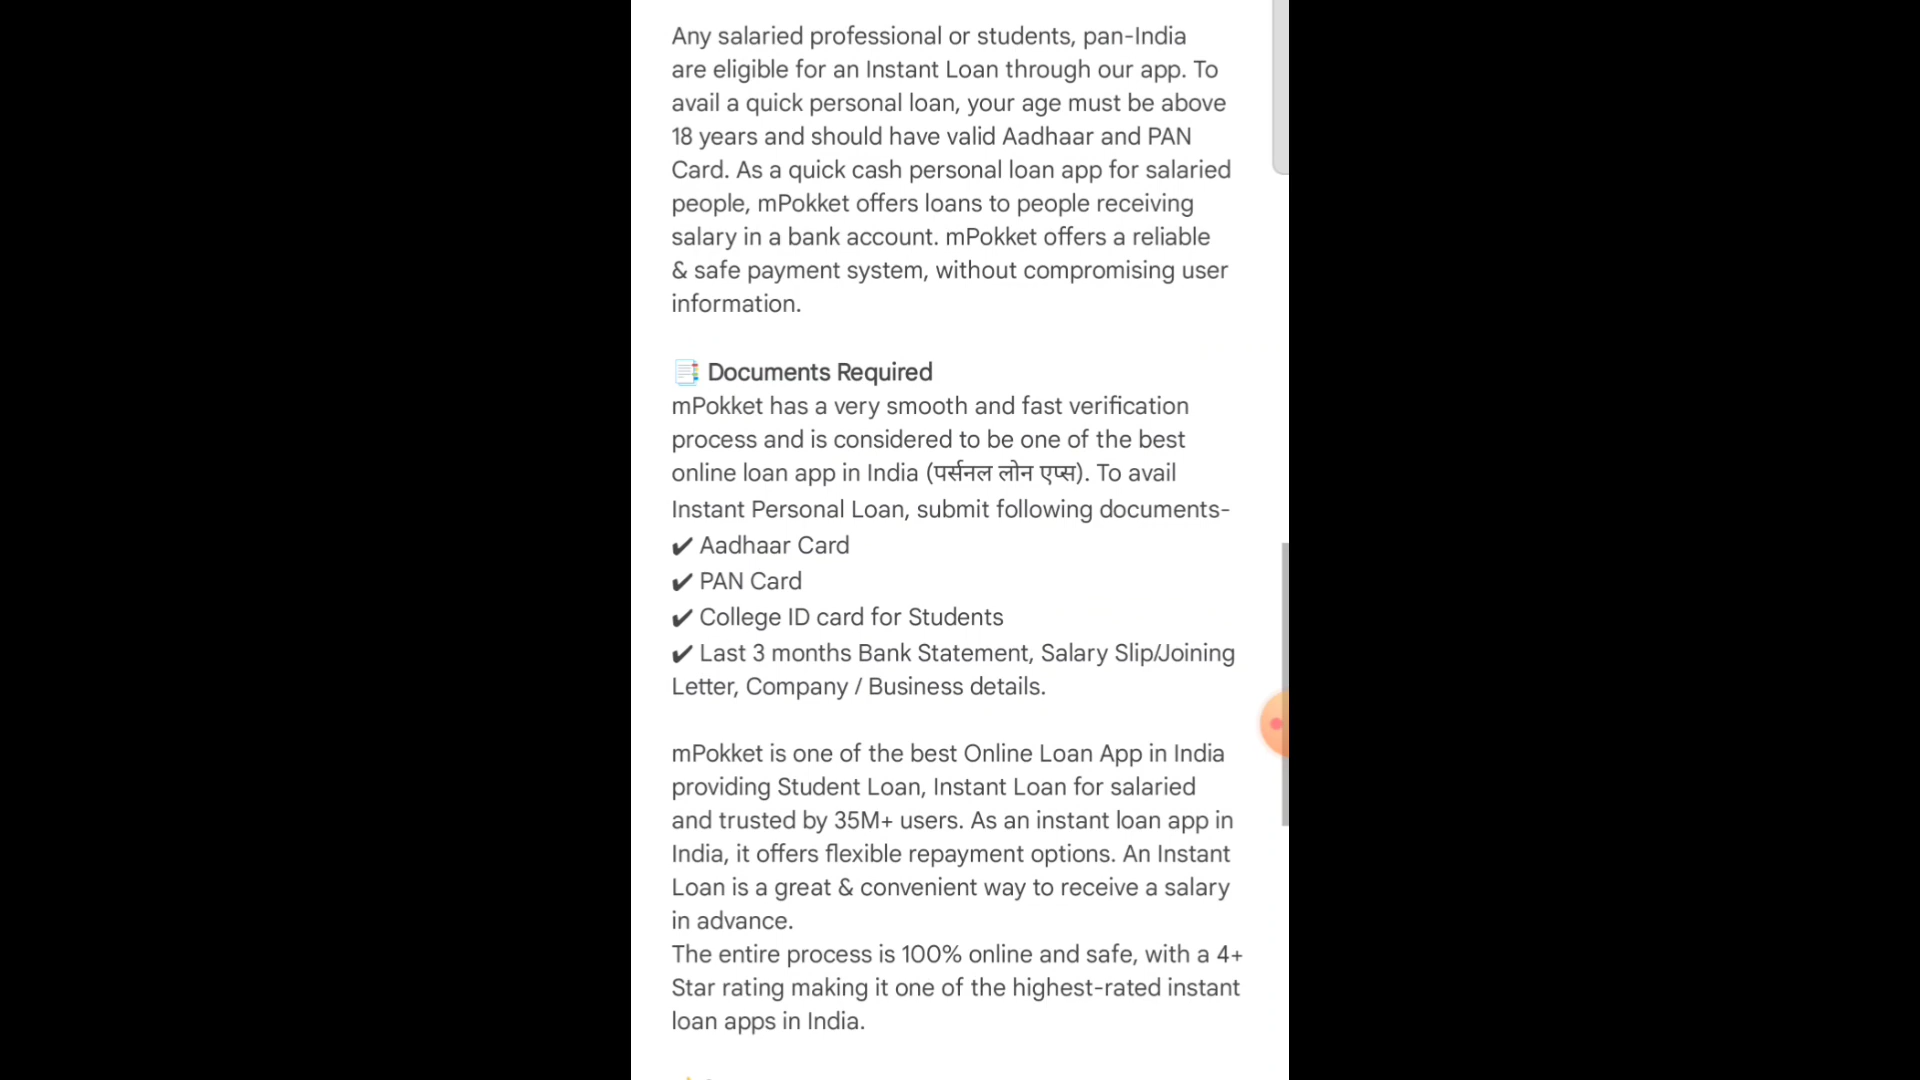 Any salaried professional or students, pan-India
are eligible for an Instant Loan through our app. To
avail a quick personal loan, your age must be above
18 years and should have valid Aadhaar and PAN
Card. As a quick cash personal loan app for salaried
people, mPokket offers loans to people receiving
salary in a bank account. mPokket offers a reliable
& safe payment system, without compromising user
information.
📑 Documents Required
mPokket has a very smooth and fast verification
process and is considered to be one of the best
online loan app in India (पर्सनल लोन एप्स). To avail
Instant Personal Loan, submit following documents-
✔ Aadhaar Card
✔ PAN Card
✔ College ID card for Students
✔ Last 3 months Bank Statement, Salary Slip/Joining
Letter, Company / Business details.
mPokket is one of the best Online Loan App in India
providing Student Loan, Instant Loan for salaried
and trusted by 35M+ users. As an instant loan app in
India, it offers flexible repayment options. An Instant
Loan is a great & convenient way to receive a salary
in advance.
The entire process is 100% online and safe, with a 4+
Star rating making it one of the highest-rated instant
loan apps in India.